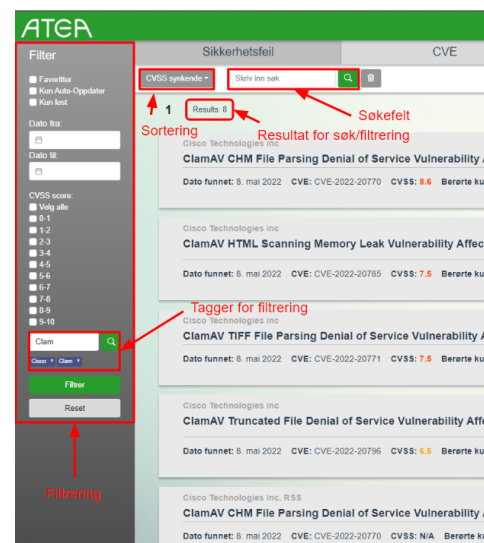 ATEA
Filter
Favoritter
Kun Auto-Oppdater
Kun lest
Dato fra:
Dato til:
CVSS score:
Velg alle
0-1
1-2
2-3
3-4
4-5
5-6
6-7
7-8
8-9
9-10
Clam
Cisco × Clam ×
Filtrer
Reset
Filtrering
Sikkerhetsfeil CVE
CVSS synkende Skriv inn søk
1 Results: 8
Søkefelt
Sortering Resultat for søk/filtrering
Cisco Technologies Inc
ClamAV CHM File Parsing Denial of Service Vulnerability
Dato funnet: 8. mai 2022 CVE: CVE-2022-20770 CVSS: 8.6 Berørte ku
Cisco Technologies Inc
ClamAV HTML Scanning Memory Leak Vulnerability Affec
Dato funnet: 8. mai 2022 CVE: CVE-2022-20785 CVSS: 7.5 Berørte ku
Tagger for filtrering
Cisco Technologies Inc
ClamAV TIFF File Parsing Denial of Service Vulnerability
Dato funnet: 8. mai 2022 CVE: CVE-2022-20771 CVSS: 7.5 Berørte ku
Cisco Technologies Inc
ClamAV Truncated File Denial of Service Vulnerability Affe
Dato funnet: 8. mai 2022 CVE: CVE-2022-20796 CVSS: 6.5 Berørte ku
Cisco Technologies Inc. RSS
ClamAV CHM File Parsing Denial of Service Vulnerability
Dato funnet: 8. mai 2022 CVE: CVE-2022-20770 CVSS: N/A Berørte ku